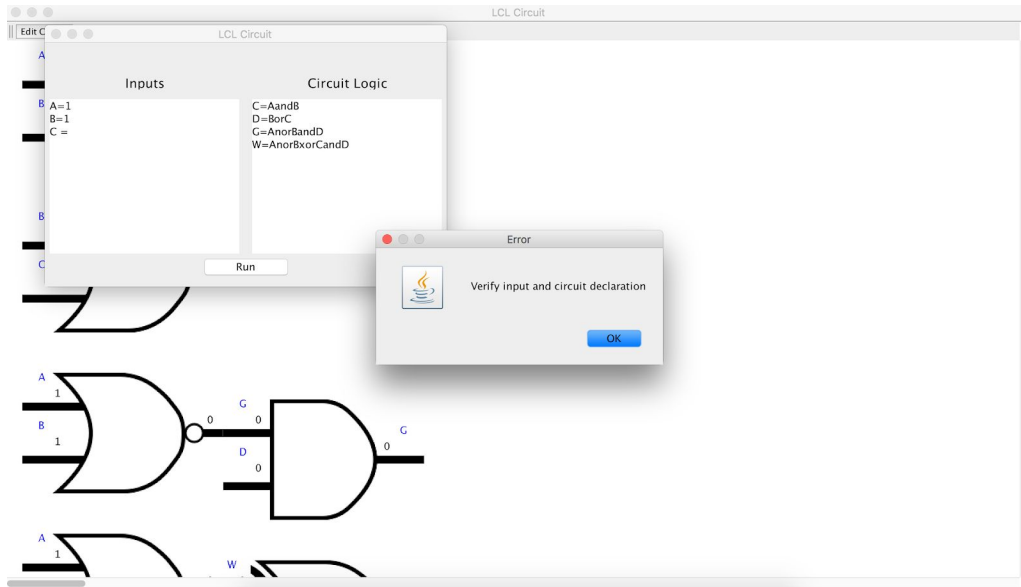 LCL Circuit
Edit C
LCL Circuit
Inputs
Circuit Logic
A=1
B=1
C =
C=AandB
D=BorC
G=AnorBandD
W=AnorBxorCandD
Run
Error
Verify input and circuit declaration
OK
A
B
B
C
A
1
B
1
0
G
0
D
0
G
0
A
1
W